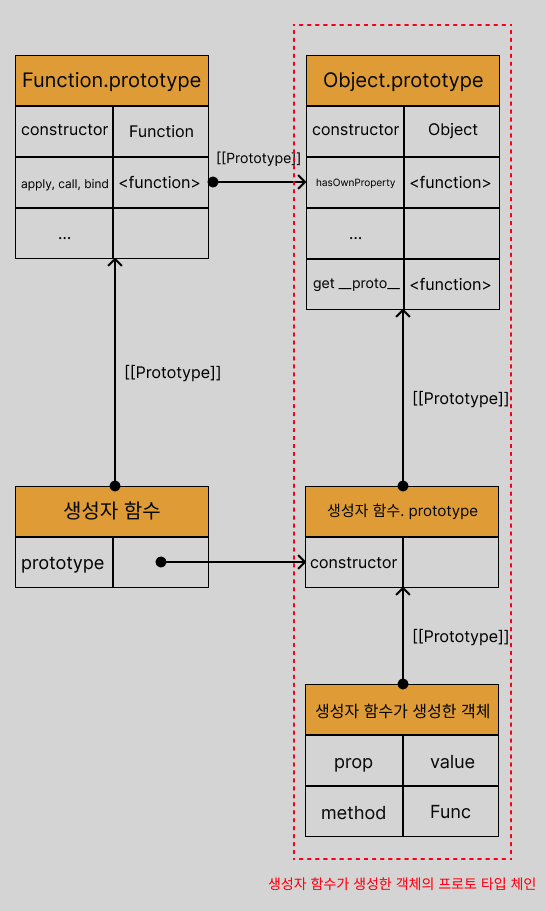 Function.prototype
constructor
Function
apply, call, bind
<function>
...
[[Prototype]]
Object.prototype
constructor
Object
hasOwnProperty
<function>
...
get __proto__
<function>
[[Prototype]]
[[Prototype]]
생성자 함수
prototype
생성자 함수. prototype
constructor
[[Prototype]]
생성자 함수가 생성한 객체
prop
value
method
Func
생성자 함수가 생성한 객체의 프로토 타입 체인